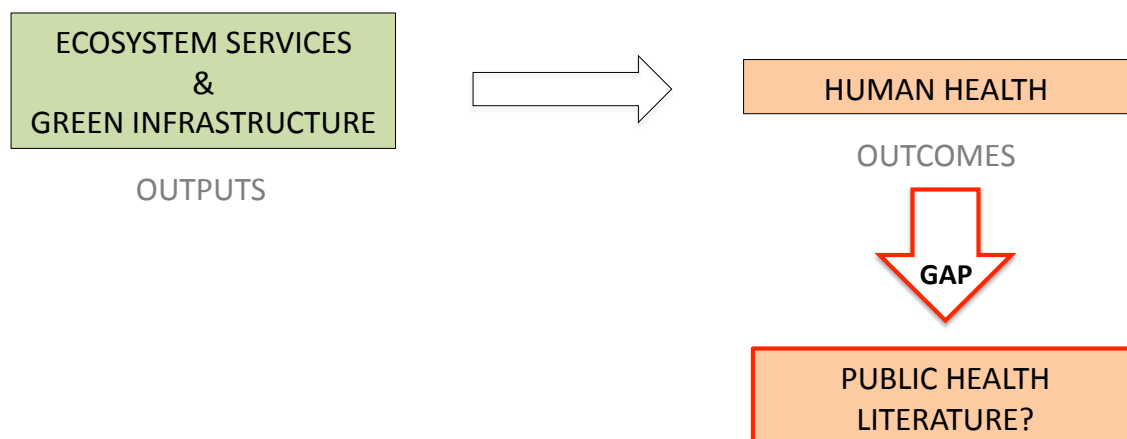 ECOSYSTEM SERVICES
&
GREEN INFRASTRUCTURE
OUTPUTS
HUMAN HEALTH
OUTCOMES
GAP
PUBLIC HEALTH
LITERATURE?